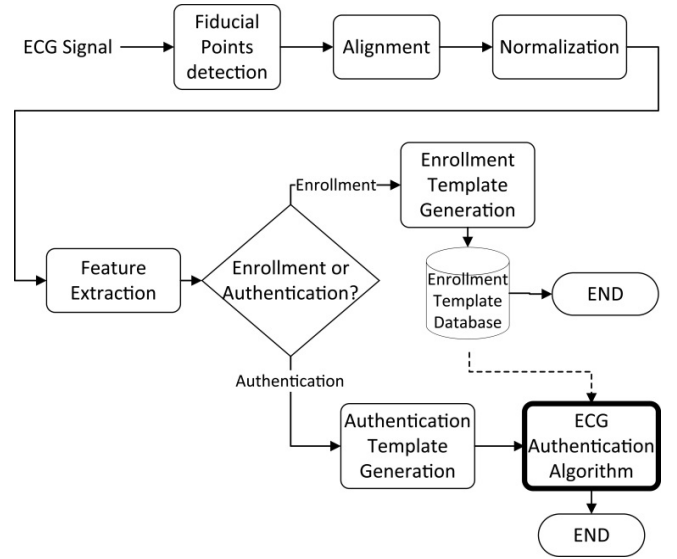 ECG Signal
Fiducial
Points
detection
Alignment
Normalization
Feature
Extraction
Enrollment or
Authentication?
Enrollment
Enrollment
Template
Generation
Enrollment
Template
Database
END
Authentication
Authentication
Template
Generation
ECG
Authentication
Algorithm
END